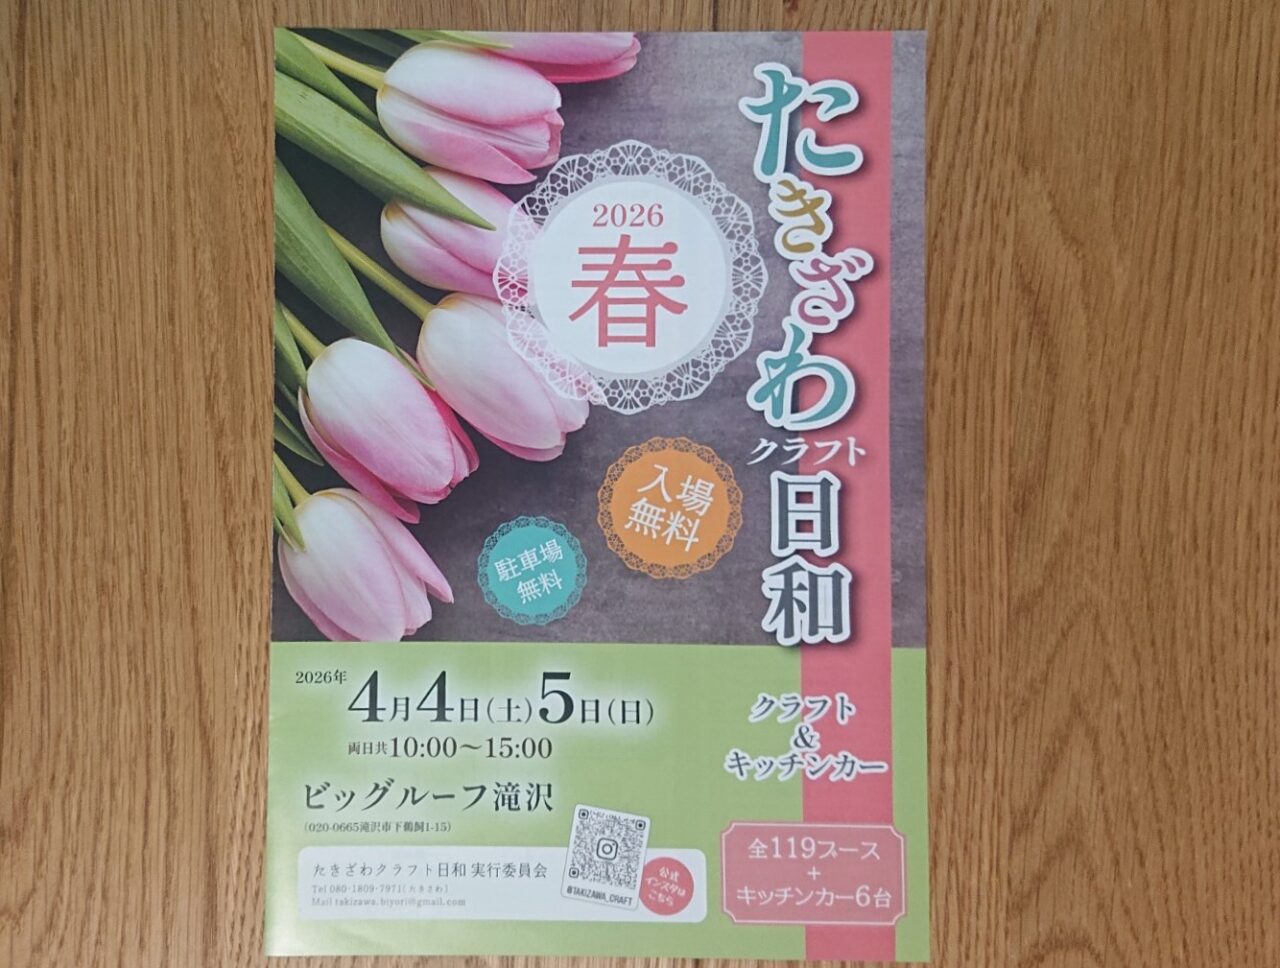 2026
春
たきざわ
クラフト
日和
入場
無料
駐車場
無料
2026年
4月4日(土)5日(日)
両日共10:00～15:00
ビッグルーフ滝沢
(020-0665滝沢市下鵜飼1-15)
クラフト
&
キッチンカー
全119ブース
+
キッチンカー6台
たきざわクラフト日和 実行委員会
Tel 080-1809-7971(たきざわ)
Mail takizawa.biyori@gmail.com
@TAKIZAWA_CRAFT
公式
インスタは
こちら